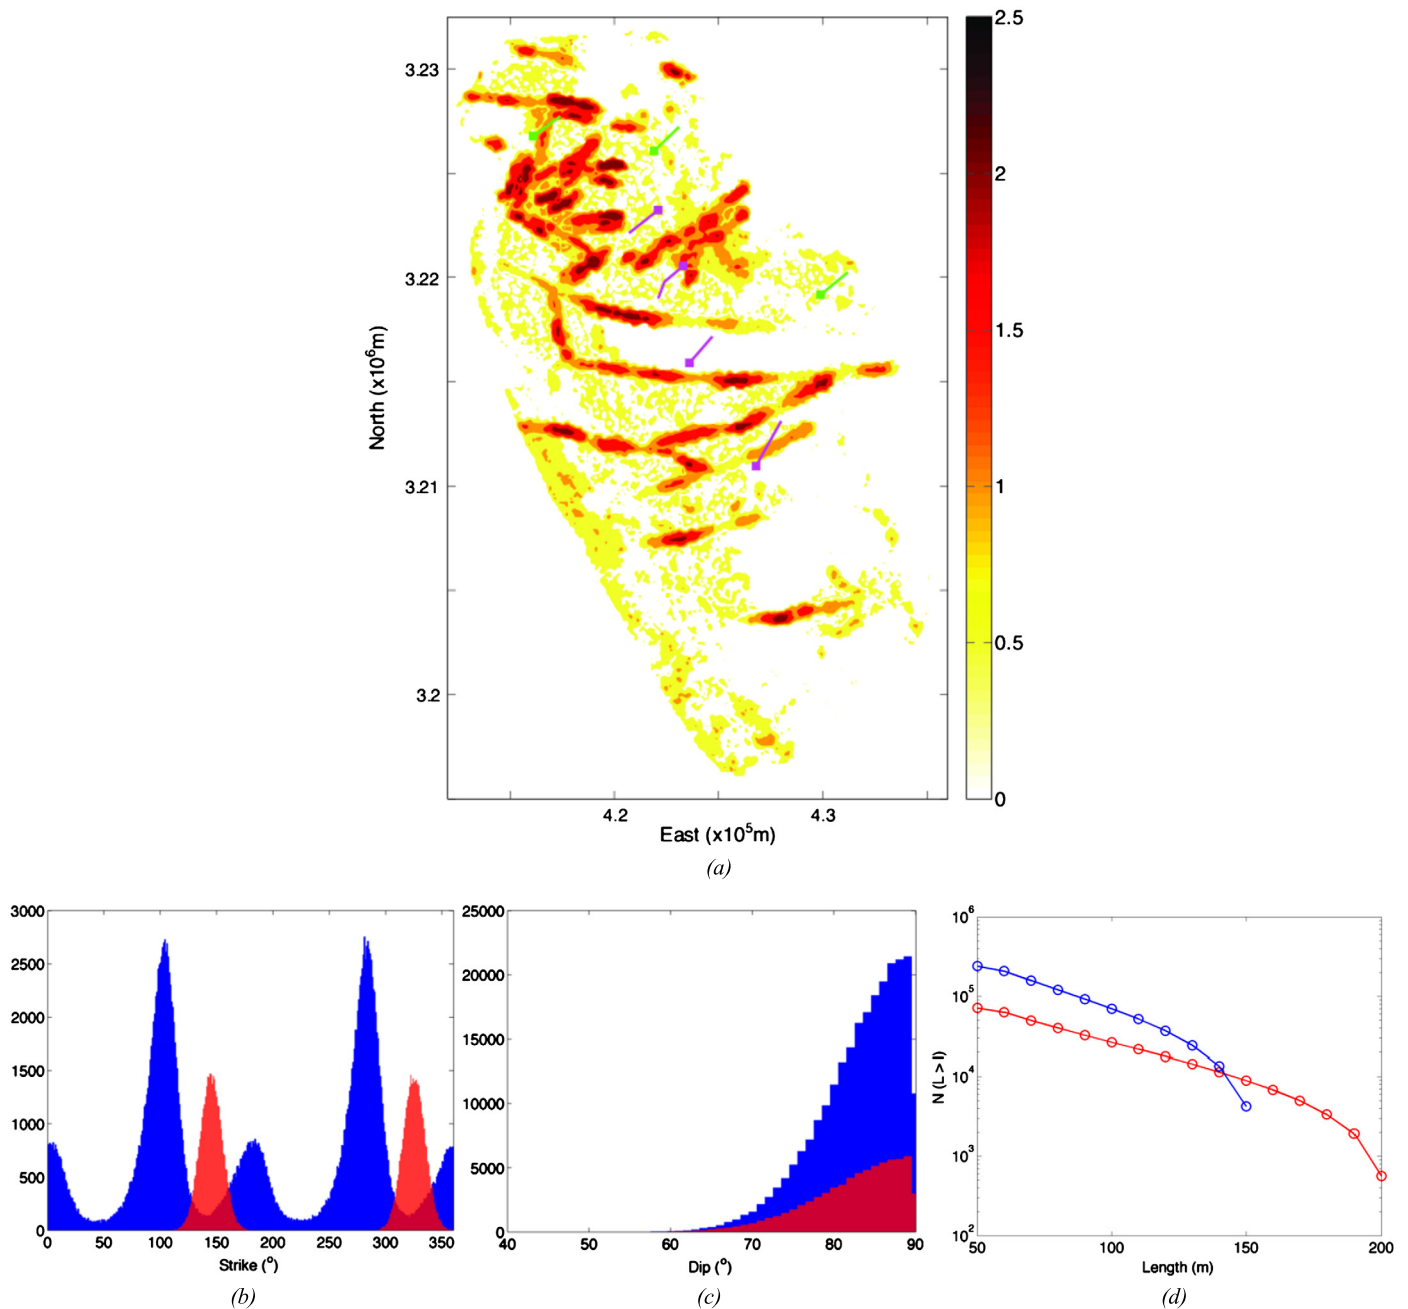 3.23
3.22
3.21
3.2
North (x10⁶m)
4.2 4.3
East (x10⁵m)
2.5
2
1.5
1
0.5
0
(a)
3000
2500
2000
1500
1000
500
0
0 50 100 150 200 250 300 350
Strike (°)
(b)
25000
20000
15000
10000
5000
0
40 50 60 70 80 90
Dip (°)
(c)
10⁶
10⁵
10⁴
10³
10²
N (L > l)
50 100 150 200
Length (m)
(d)